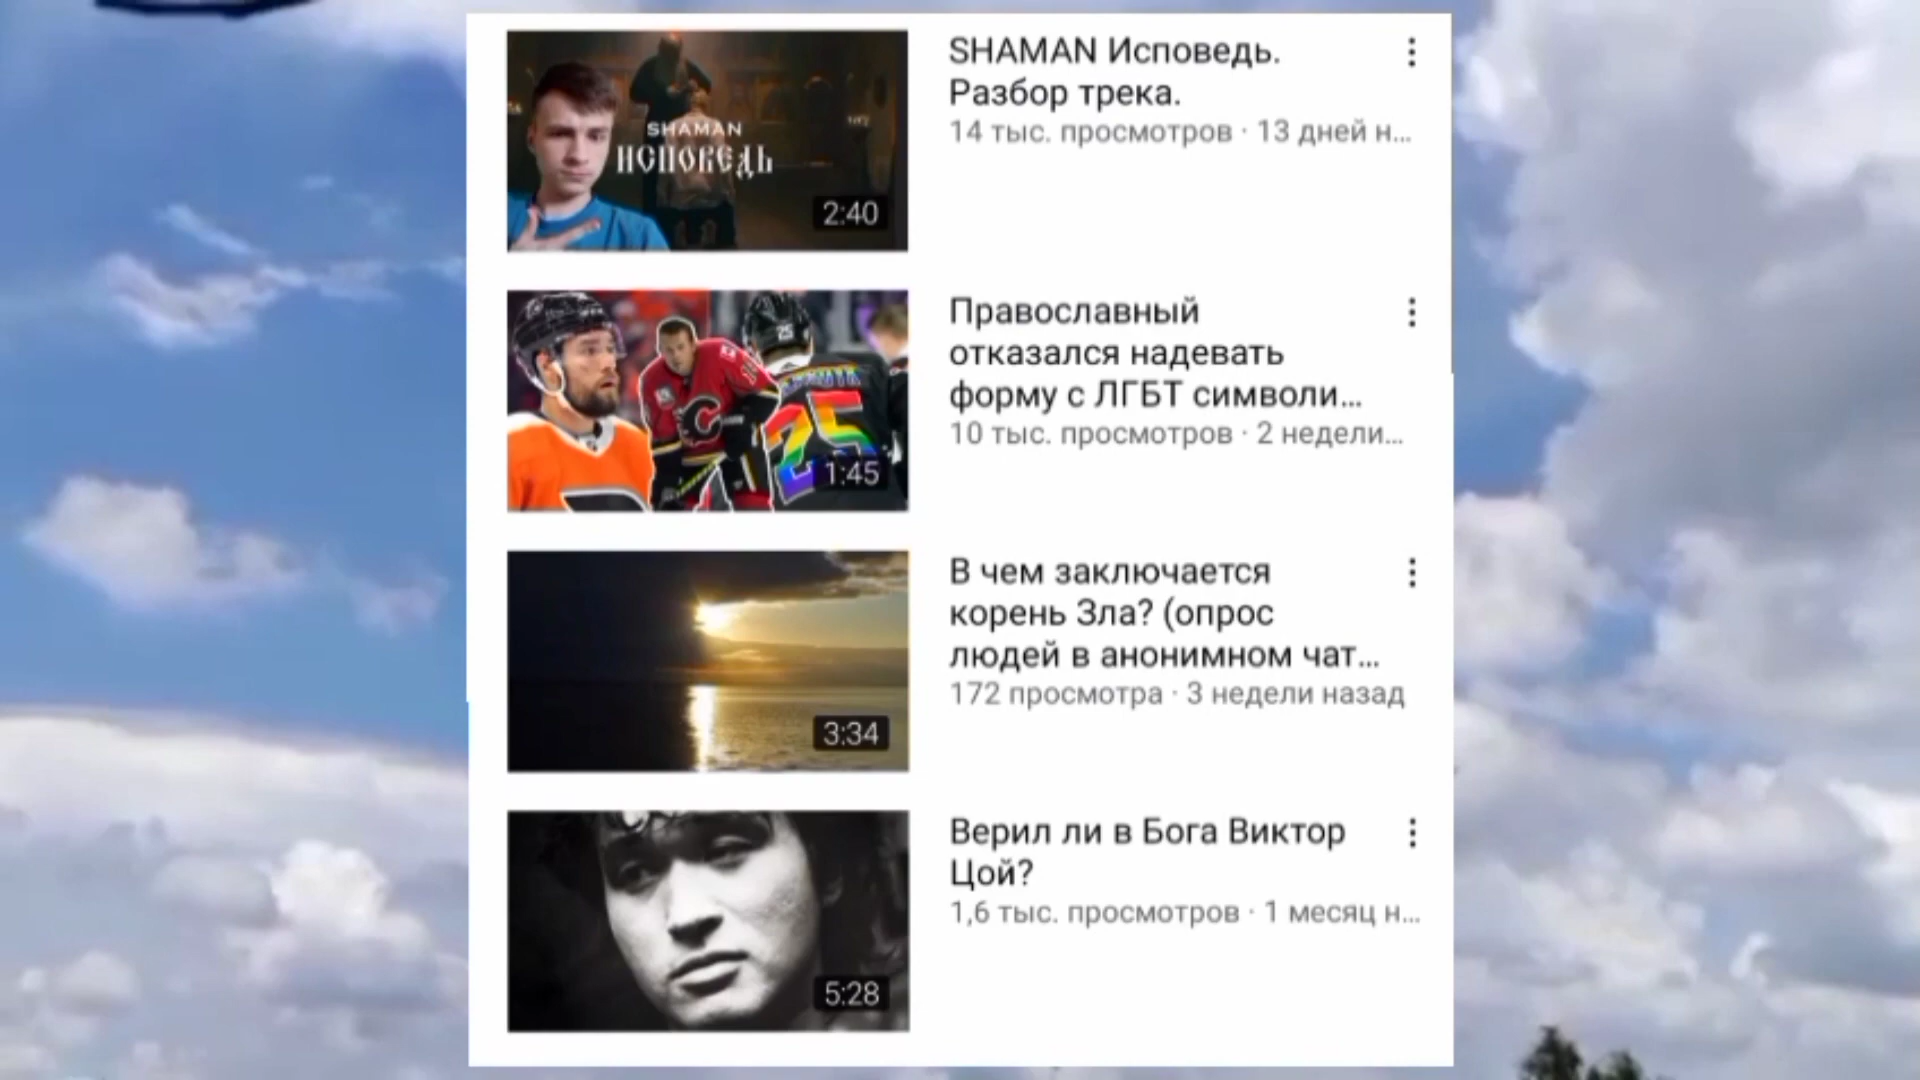 SHAMAN Исповедь.
Разбор трека.
14 тыс. просмотров · 13 дней н...
SHAMAN
ИСПОВЕДЬ
2:40
Православный
отказался надевать
форму с ЛГБТ символи...
10 тыс. просмотров · 2 недели...
25
25
1:45
В чем заключается
корень Зла? (опрос
людей в анонимном чат...
172 просмотра · 3 недели назад
3:34
Верил ли в Бога Виктор
Цой?
1,6 тыс. просмотров · 1 месяц н...
5:28